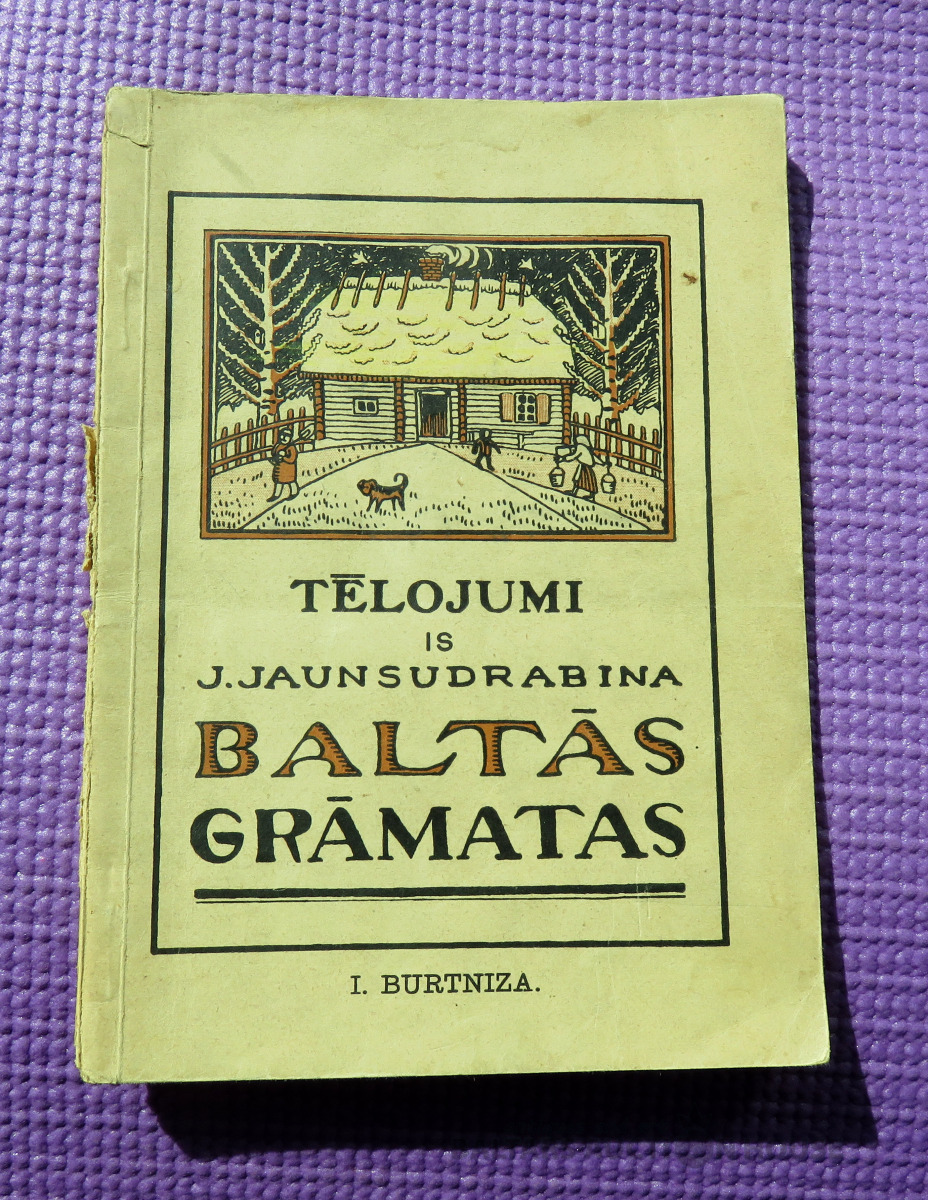 TĒLOJUMI
IS
J. JAUNSUDRABINA
BALTĀS
GRĀMATAS
I. BURTNIZA.